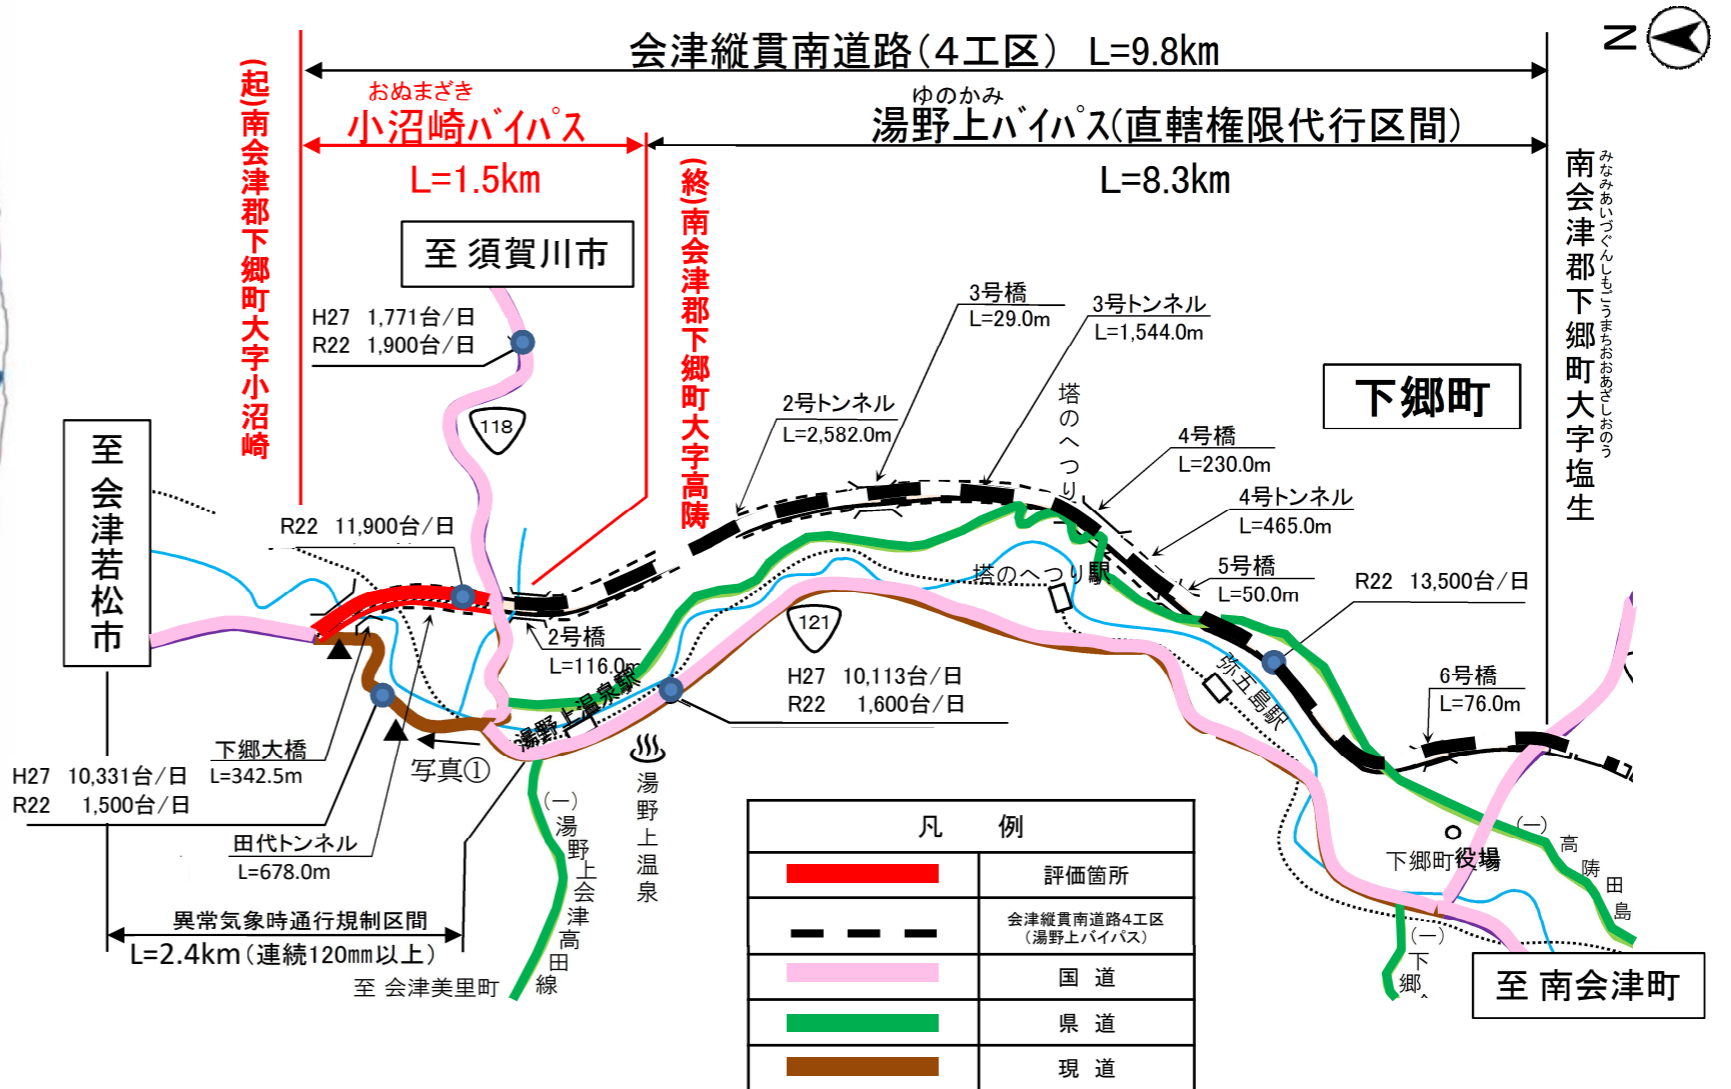 会津縦貫南道路(4工区) L=9.8km
N
おぬまざき
小沼崎バイパス
L=1.5km
ゆのかみ
湯野上バイパス(直轄権限代行区間)
L=8.3km
(起)南会津郡下郷町大字小沼崎
(終)南会津郡下郷町大字高陦
みなみあいづぐんしもごうまちおおあざしおのう
南会津郡下郷町大字塩生
至 須賀川市
H27 1,771台/日
R22 1,900台/日
118
3号橋
L=29.0m
3号トンネル
L=1,544.0m
下郷町
2号トンネル
L=2,582.0m
塔のへつり
4号橋
L=230.0m
4号トンネル
L=465.0m
5号橋
L=50.0m
至 会津若松市
R22 11,900台/日
塔のへつり駅
R22 13,500台/日
2号橋
L=116.0m
121
H27 10,113台/日
R22 1,600台/日
湯野上温泉駅
弥五島駅
6号橋
L=76.0m
下郷大橋
L=342.5m
写真①
H27 10,331台/日
R22 1,500台/日
田代トンネル
L=678.0m
湯野上温泉
(一)湯野上会津高田線
異常気象時通行規制区間
L=2.4km(連続120mm以上)
至 会津美里町
下郷町役場
(一)高陦田島
(一)下郷
至 南会津町
凡 例
評価箇所
会津縦貫南道路4工区
(湯野上バイパス)
国 道
県 道
現 道